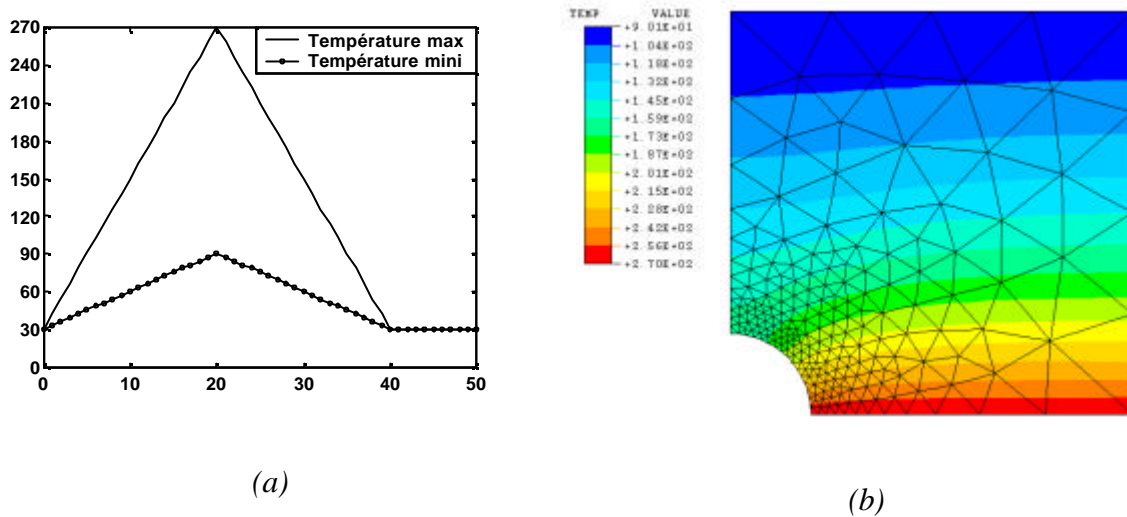 270
240
210
180
150
120
90
60
30
0
0 10 20 30 40 50
Température max
Température mini
TEMP VALUE
+9.01E+01
+1.04E+02
+1.18E+02
+1.32E+02
+1.45E+02
+1.59E+02
+1.73E+02
+1.87E+02
+2.01E+02
+2.15E+02
+2.28E+02
+2.42E+02
+2.56E+02
+2.70E+02
(a)
(b)